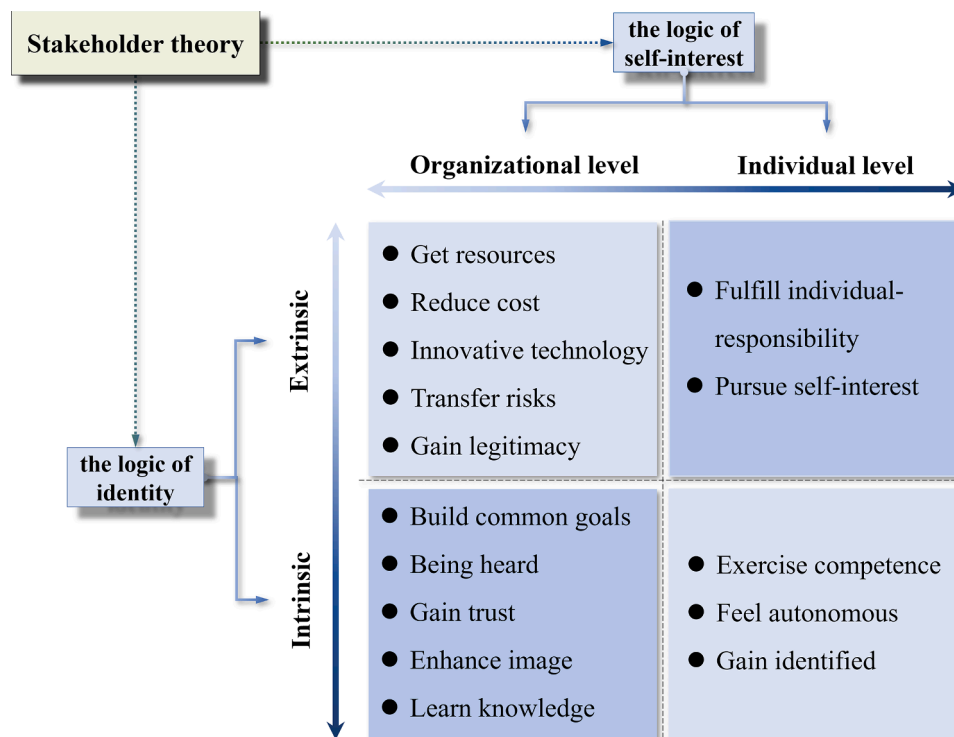 Stakeholder theory
the logic of
self-interest
Organizational level
Individual level
Extrinsic
● Get resources
● Reduce cost
● Innovative technology
● Transfer risks
● Gain legitimacy
● Fulfill individual-
responsibility
● Pursue self-interest
the logic of
identity
Intrinsic
● Build common goals
● Being heard
● Gain trust
● Enhance image
● Learn knowledge
● Exercise competence
● Feel autonomous
● Gain identified